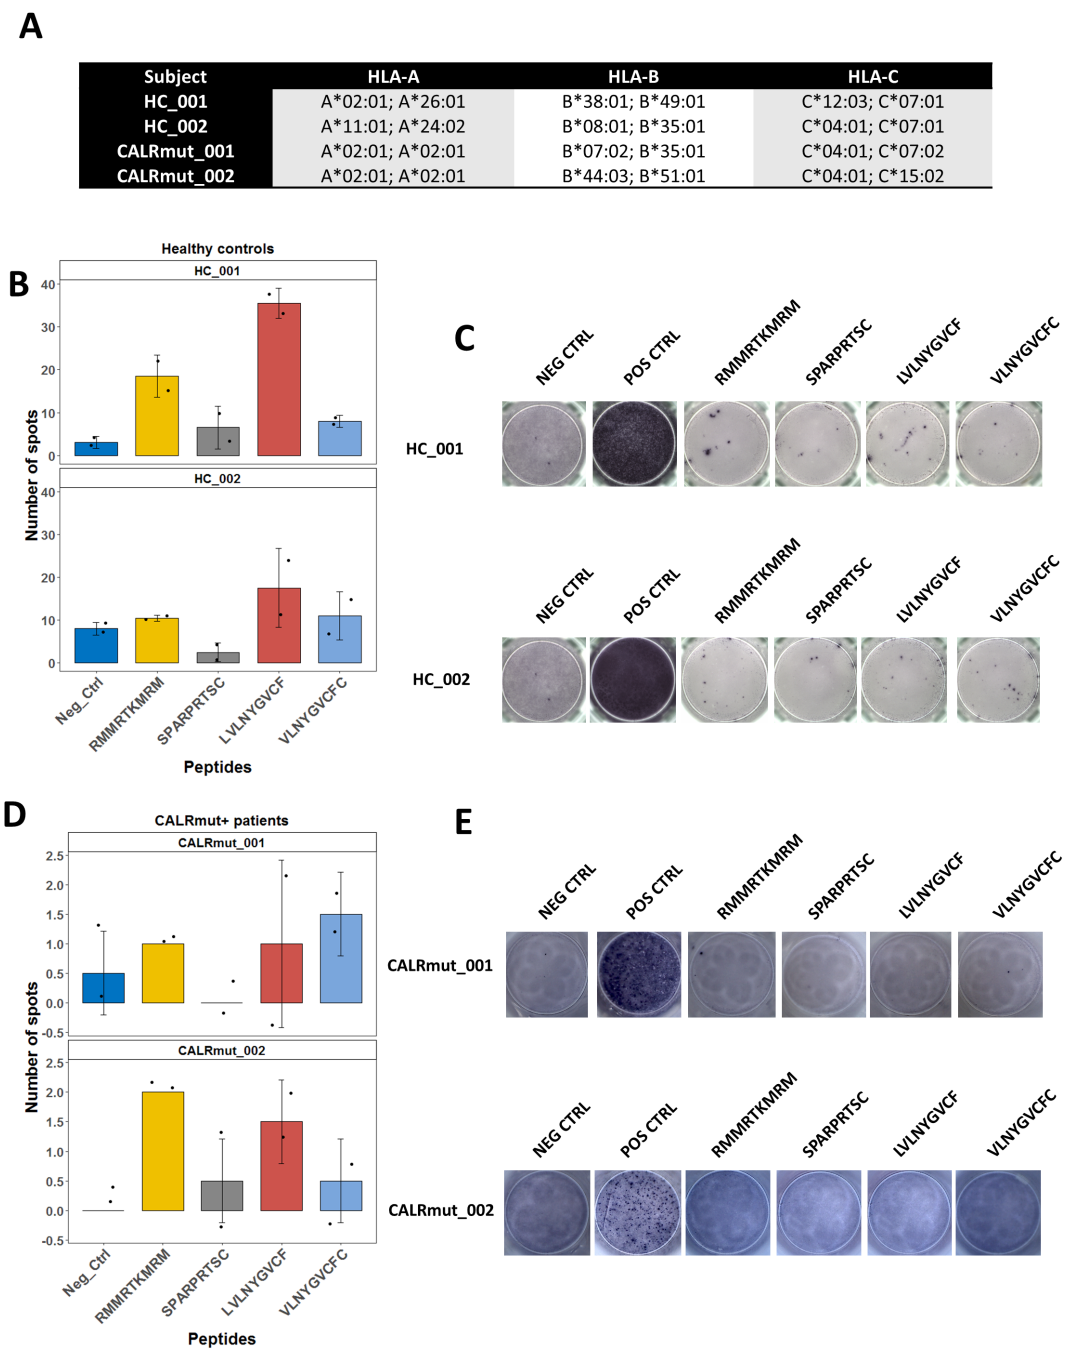 A
Subject HLA-A HLA-B HLA-C
HC_001 A*02:01; A*26:01 B*38:01; B*49:01 C*12:03; C*07:01
HC_002 A*11:01; A*24:02 B*08:01; B*35:01 C*04:01; C*07:01
CALRmut_001 A*02:01; A*02:01 B*07:02; B*35:01 C*04:01; C*07:02
CALRmut_002 A*02:01; A*02:01 B*44:03; B*51:01 C*04:01; C*15:02
B
Healthy controls
HC_001
40
30
20
10
0
HC_002
40
30
20
10
0
Number of spots
Neg_Ctrl RMMRTKMRM SPARPRTSC LVLNYGVCF VLNYGVCFC
Peptides
C
NEG CTRL POS CTRL RMMRTKMRM SPARPRTSC LVLNYGVCF VLNYGVCFC
HC_001
NEG CTRL POS CTRL RMMRTKMRM SPARPRTSC LVLNYGVCF VLNYGVCFC
HC_002
D
CALRmut+ patients
CALRmut_001
2.5
2.0
1.5
1.0
0.5
0.0
-0.5
CALRmut_002
2.5
2.0
1.5
1.0
0.5
0.0
-0.5
Number of spots
Neg_Ctrl RMMRTKMRM SPARPRTSC LVLNYGVCF VLNYGVCFC
Peptides
E
NEG CTRL POS CTRL RMMRTKMRM SPARPRTSC LVLNYGVCF VLNYGVCFC
CALRmut_001
NEG CTRL POS CTRL RMMRTKMRM SPARPRTSC LVLNYGVCF VLNYGVCFC
CALRmut_002